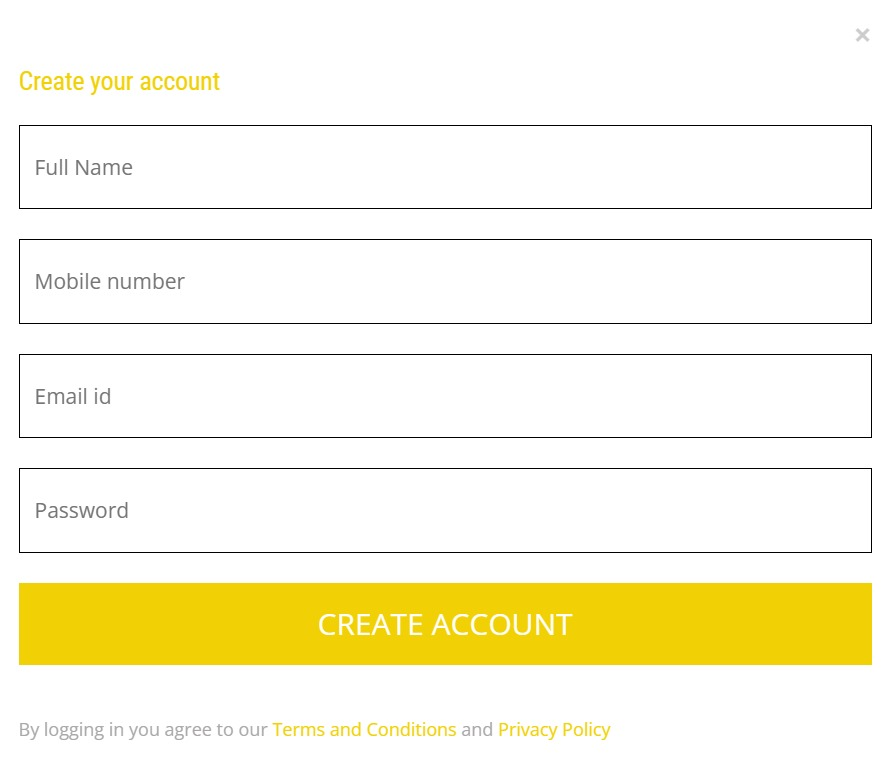 ×
Create your account
Full Name
Mobile number
Email id
Password
CREATE ACCOUNT
By logging in you agree to our Terms and Conditions and Privacy Policy